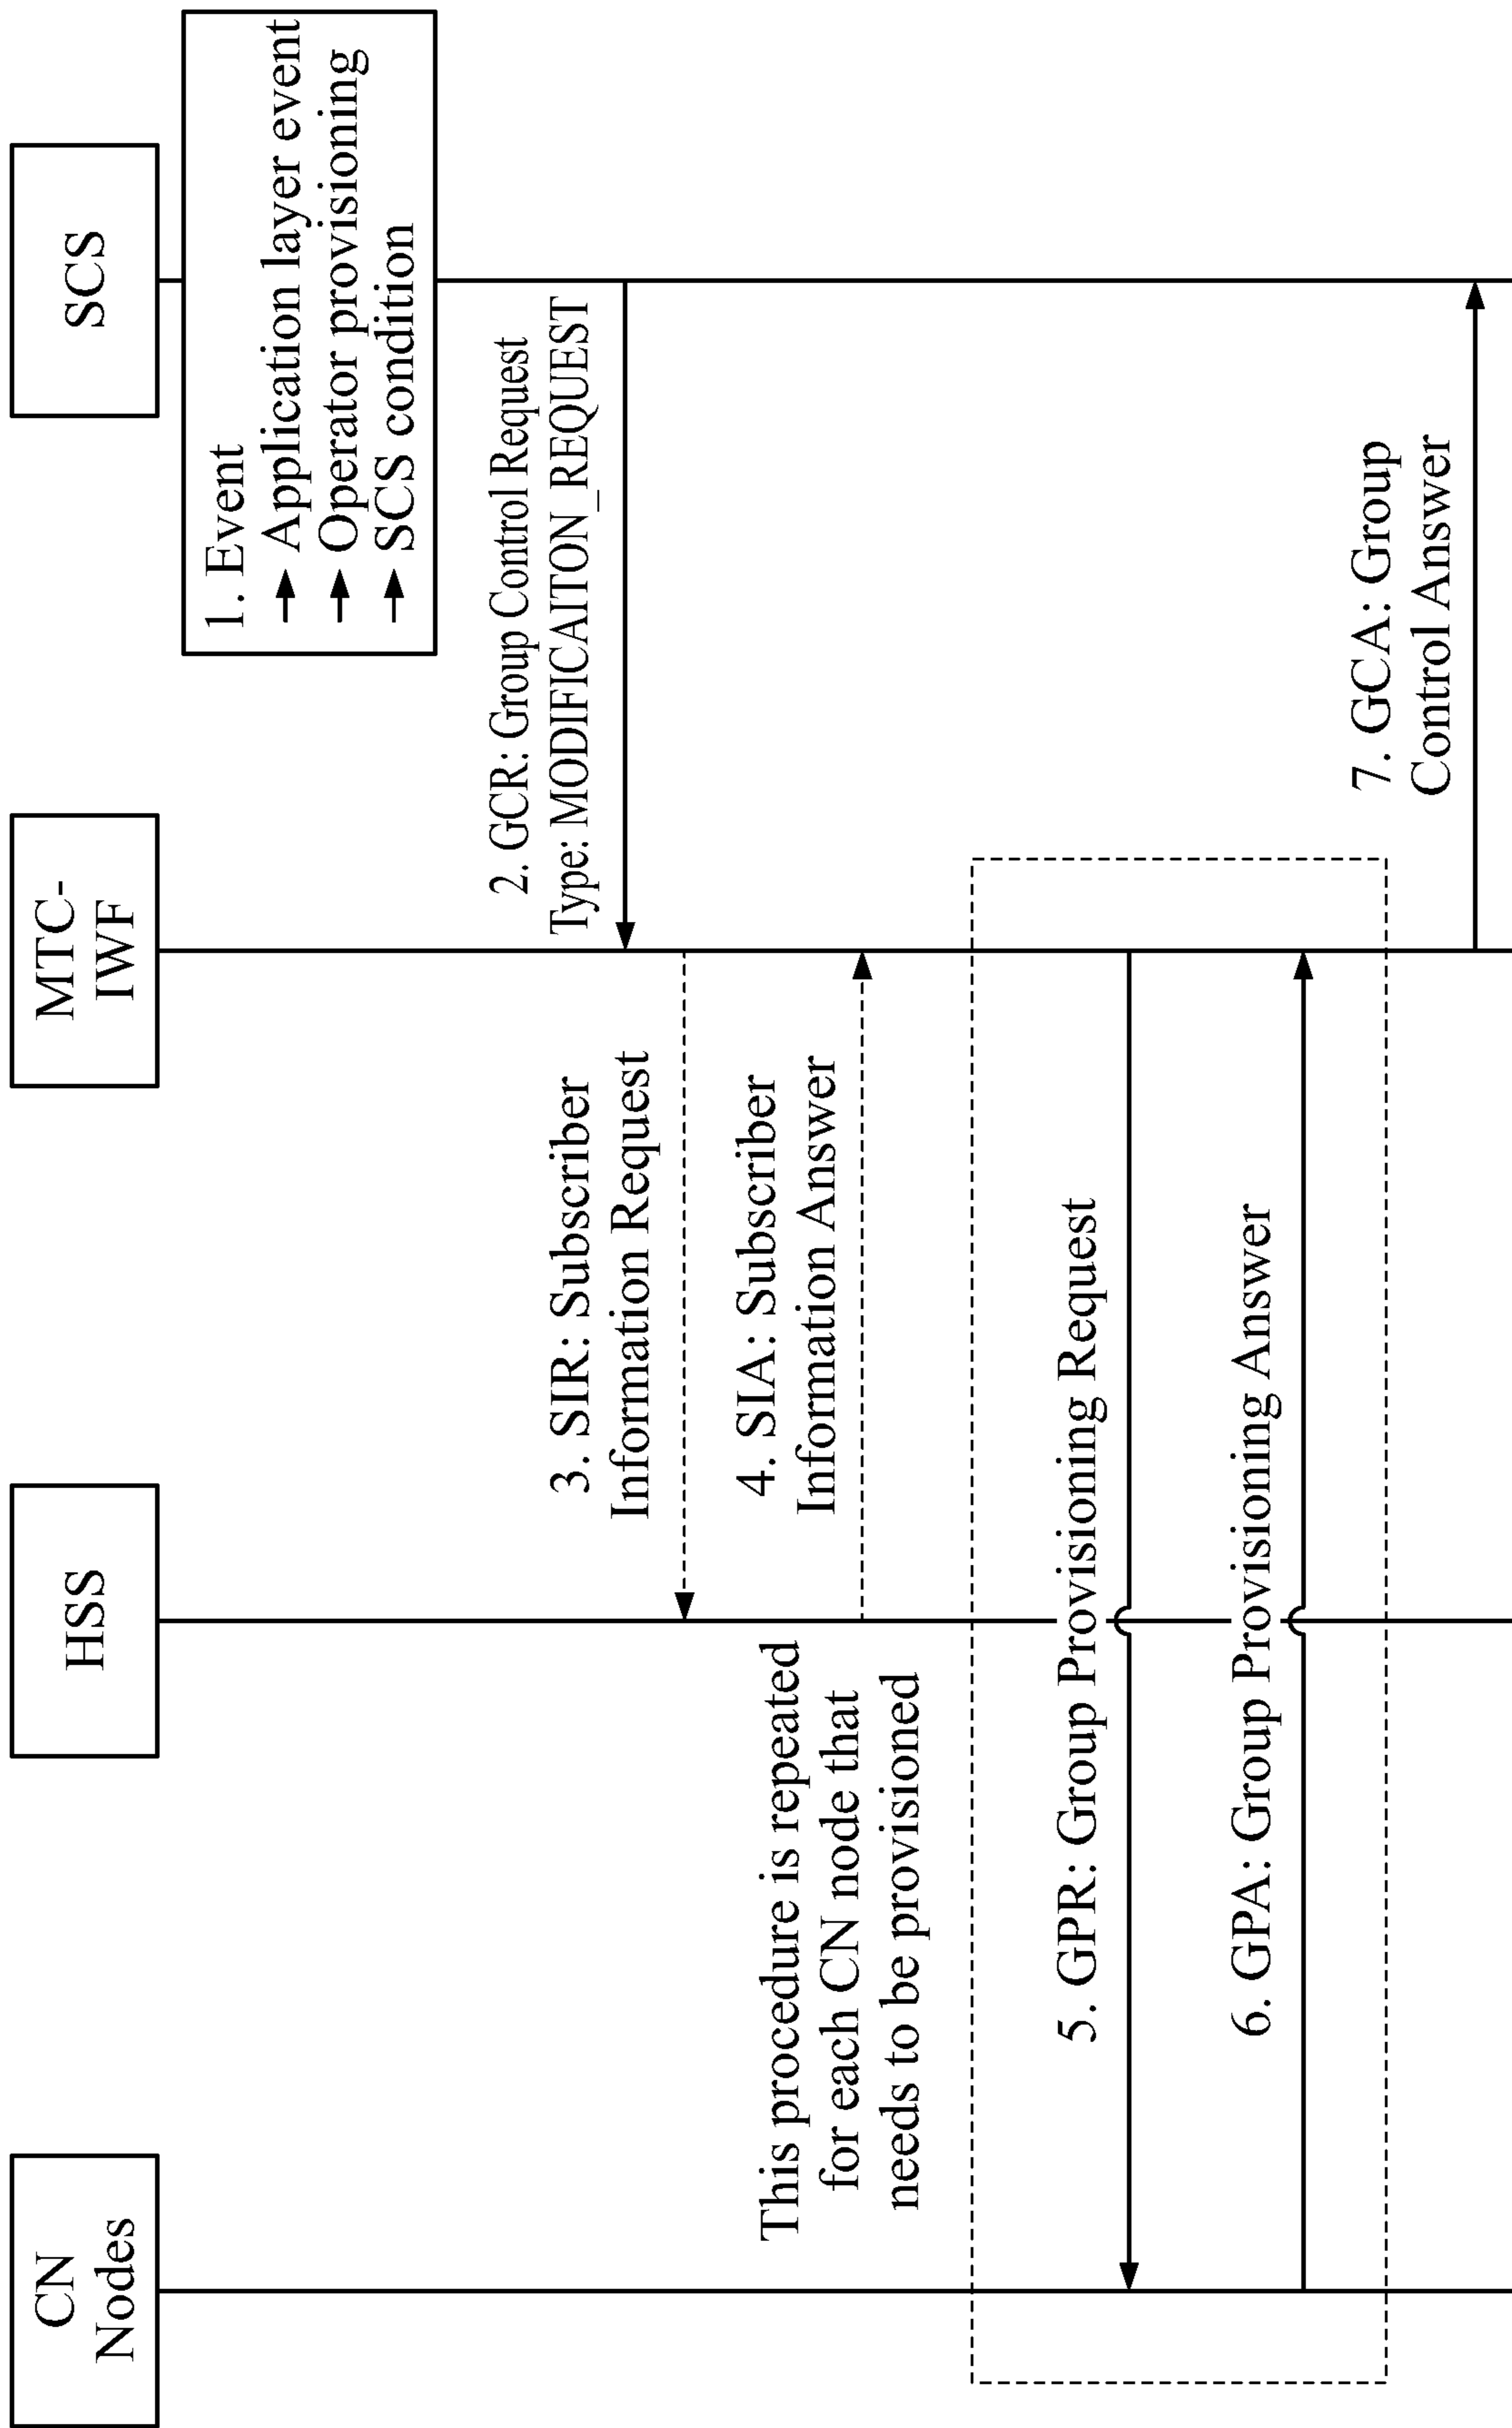 CN
Nodes
HSS
MTC-
IWF
SCS
1. Event
→ Application layer event
→ Operator provisioning
→ SCS condition
2. GCR: Group Control Request
Type: MODIFICAITON_REQUEST
3. SIR: Subscriber
Information Request
4. SIA: Subscriber
Information Answer
This procedure is repeated
for each CN node that
needs to be provisioned
5. GPR: Group Provisioning Request
6. GPA: Group Provisioning Answer
7. GCA: Group
Control Answer